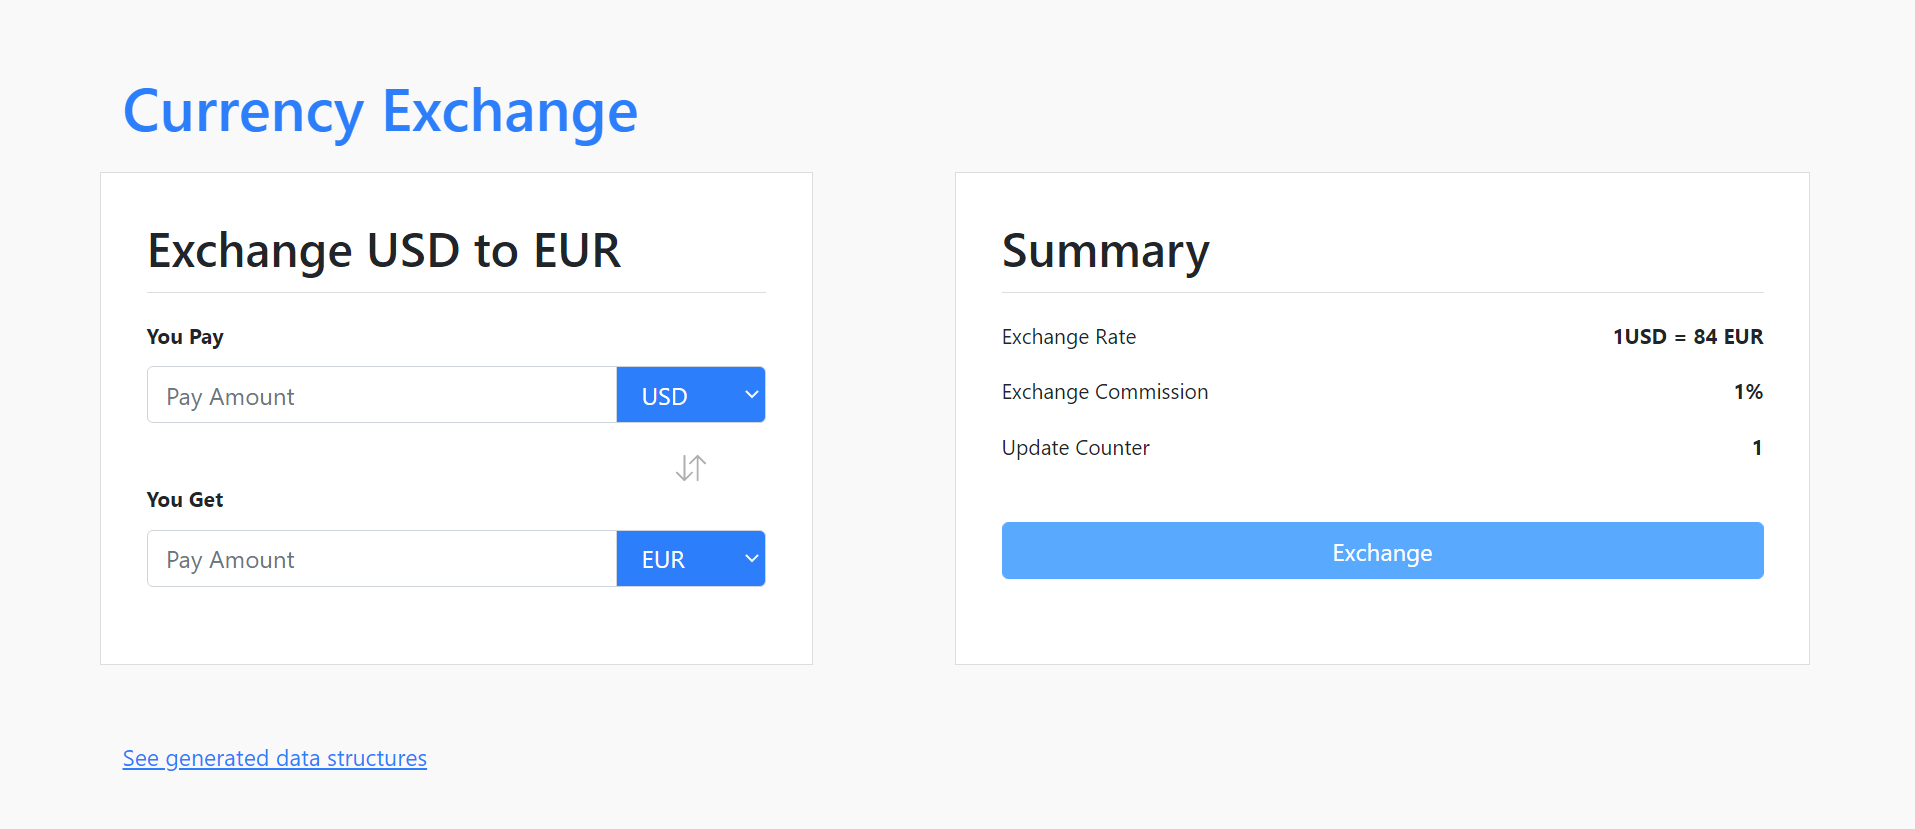 Currency Exchange
Exchange USD to EUR
You Pay
Pay Amount USD
You Get
Pay Amount EUR
Summary
Exchange Rate 1USD = 84 EUR
Exchange Commission 1%
Update Counter 1
Exchange
See generated data structures